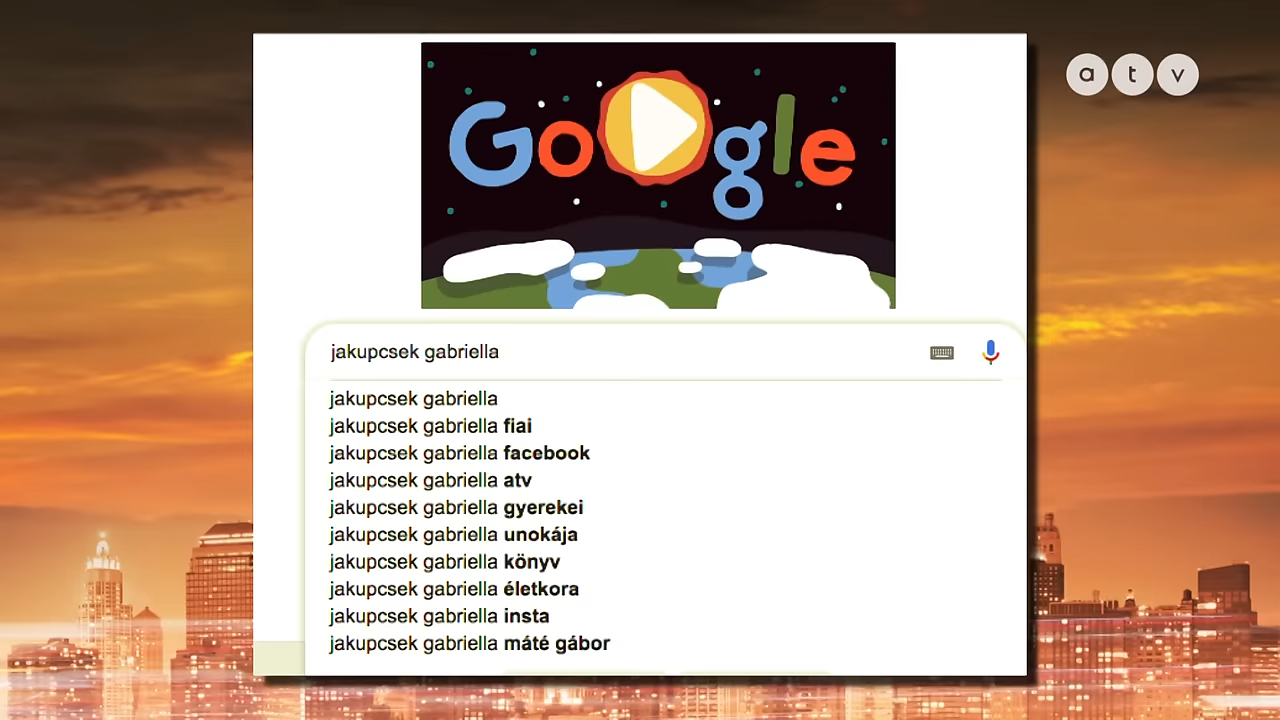 Google
a t v
jakupcsek gabriella
jakupcsek gabriella
jakupcsek gabriella fiai
jakupcsek gabriella facebook
jakupcsek gabriella atv
jakupcsek gabriella gyerekei
jakupcsek gabriella unokája
jakupcsek gabriella könyv
jakupcsek gabriella életkora
jakupcsek gabriella insta
jakupcsek gabriella máté gábor